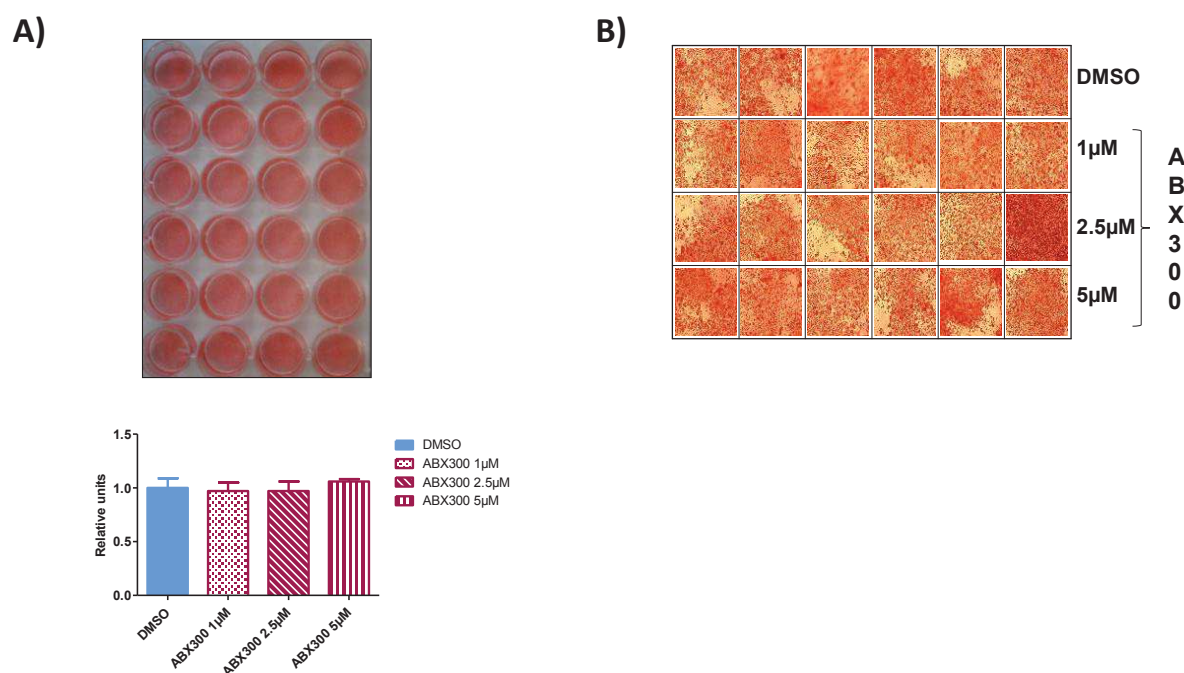 A)
B)
DMSO
1µM
2.5µM
5µM
A
B
X
3
0
0
1.5
1.0
0.5
0.0
Relative units
DMSO
ABX300 1µM
ABX300 2.5µM
ABX300 5µM
DMSO
ABX300 1µM
ABX300 2.5µM
ABX300 5µM